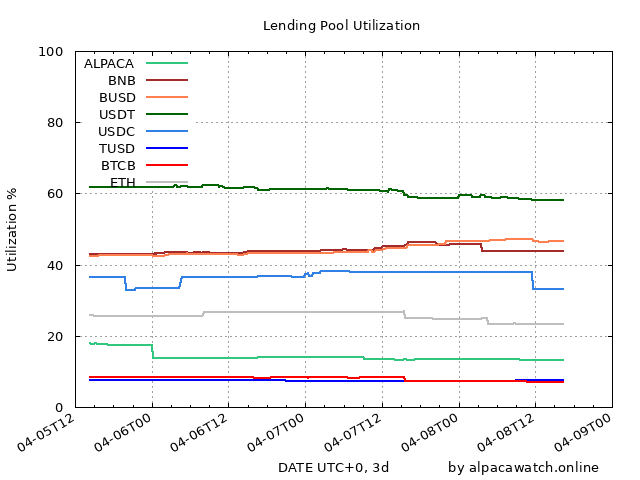 Lending Pool Utilization
100
80
60
40
20
0
Utilization %
ALPACA
BNB
BUSD
USDT
USDC
TUSD
BTCB
ETH
04-05T12
04-06T00
04-06T12
04-07T00
04-07T12
04-08T00
04-08T12
04-09T00
DATE UTC+0, 3d
by alpacawatch.online